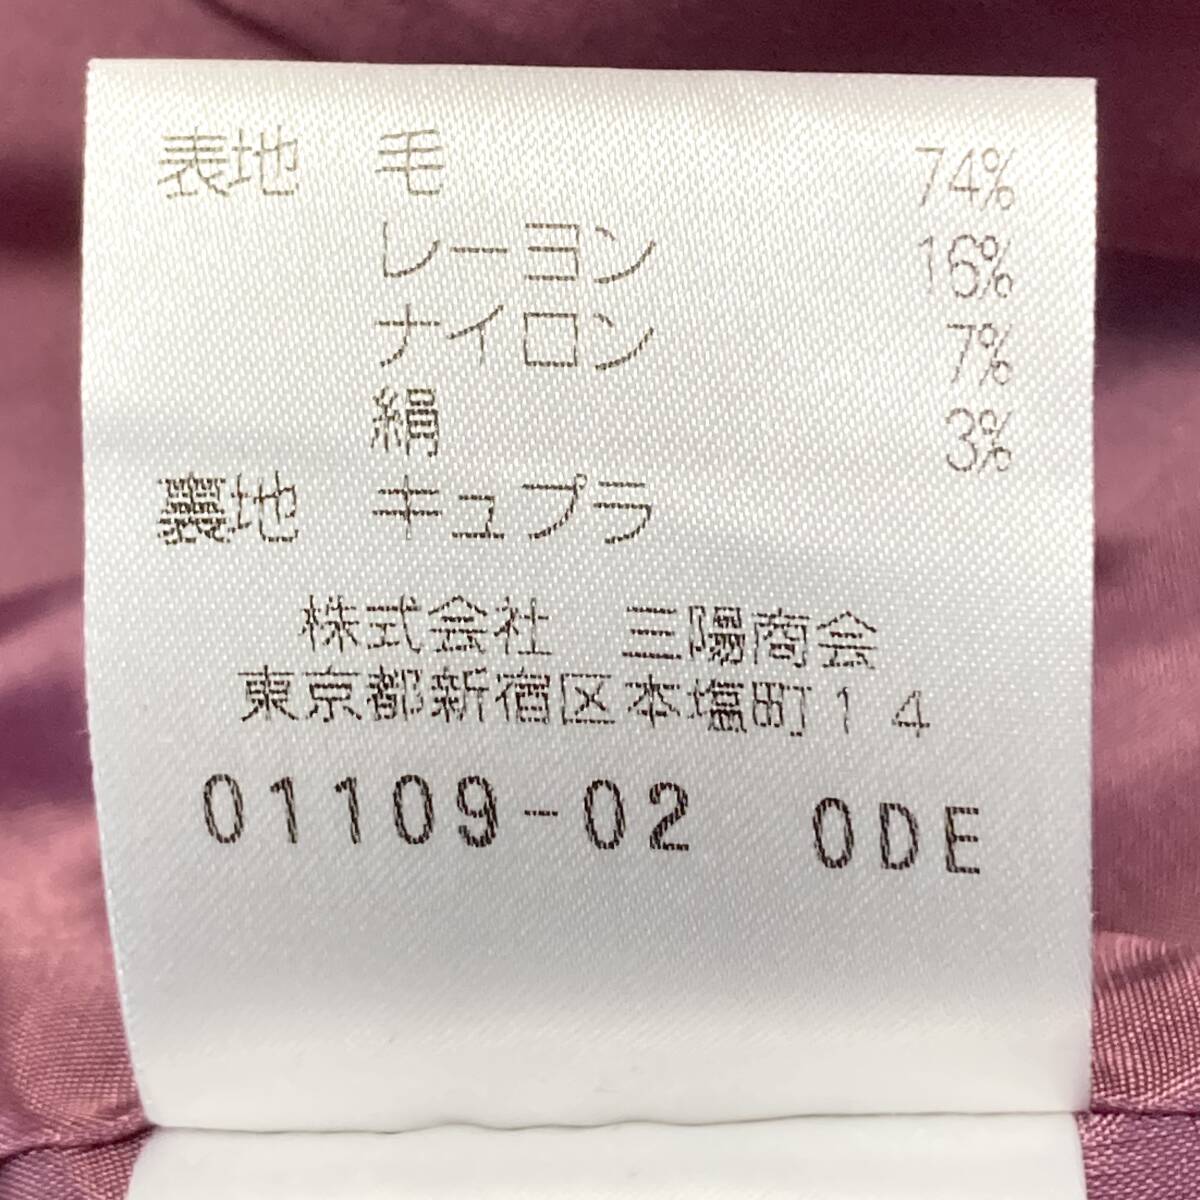 表地 毛 74%
レーヨン 16%
ナイロン 7%
絹 3%
裏地 キュプラ
株式会社 三陽商会
東京都新宿区本塩町14
01109-02 0DE